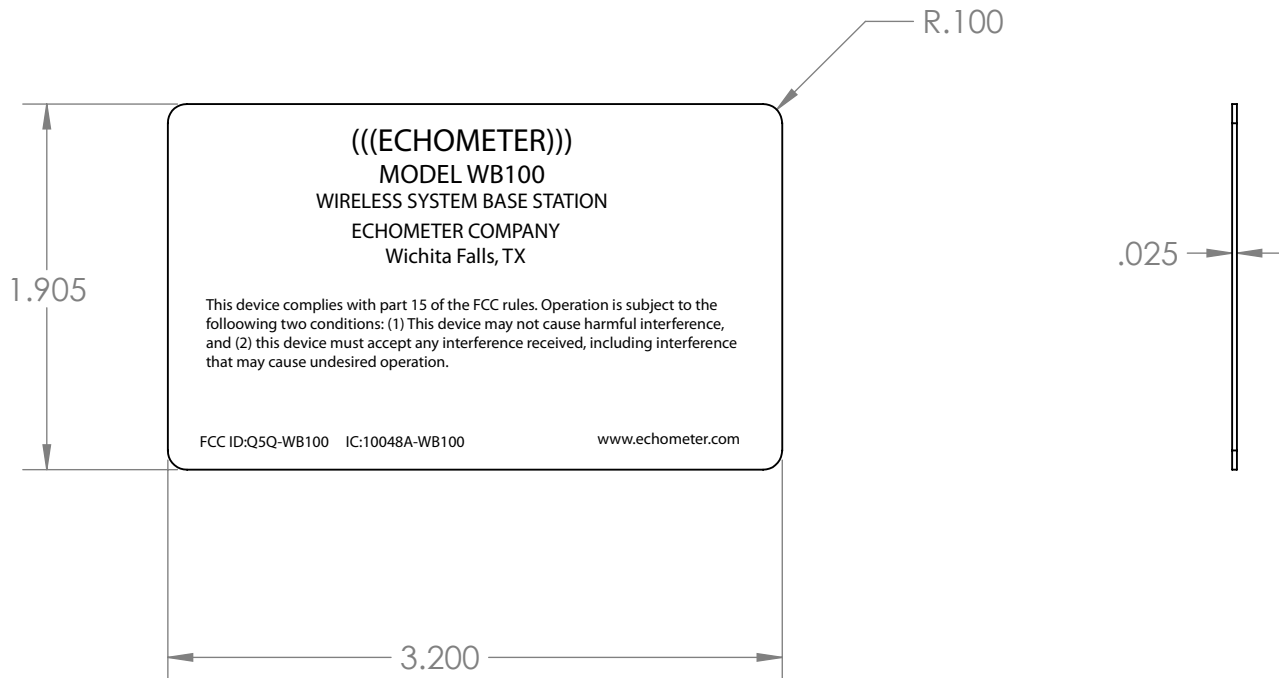 R.100
(((ECHOMETER)))
MODEL WB100
WIRELESS SYSTEM BASE STATION
ECHOMETER COMPANY
Wichita Falls, TX
.025
1.905
This device complies with part 15 of the FCC rules. Operation is subject to the
folloowing two conditions: (1) This device may not cause harmful interference,
and (2) this device must accept any interference received, including interference
that may cause undesired operation.
FCC ID:Q5Q-WB100 IC:10048A-WB100 www.echometer.com
3.200